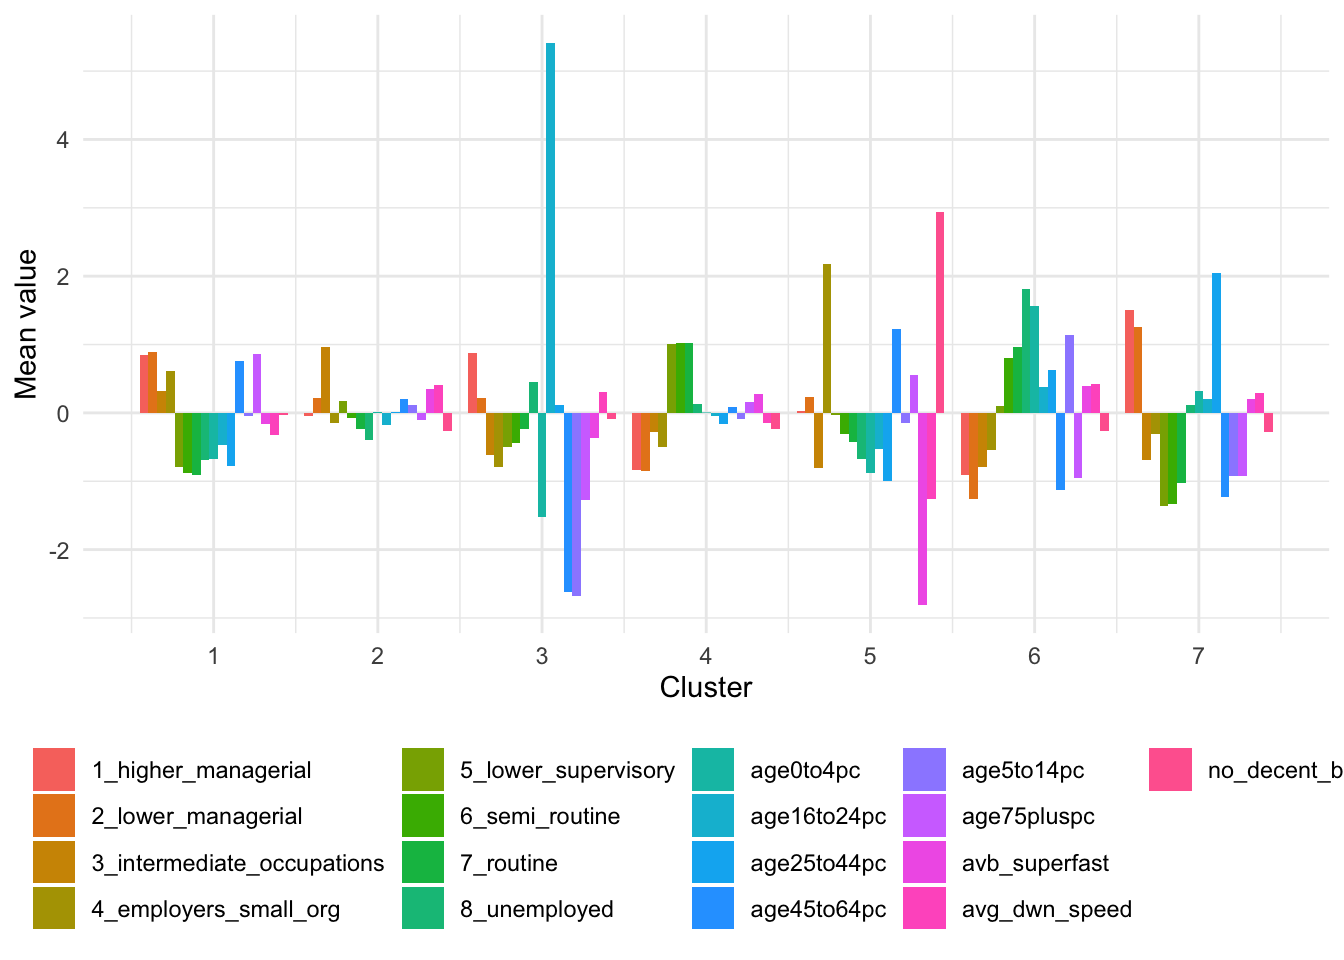 Mean value
4
2
0
-2
1 2 3 4 5 6 7
Cluster
1_higher_managerial 5_lower_supervisory age0to4pc age5to14pc no_decent_b
2_lower_managerial 6_semi_routine age16to24pc age75pluspc
3_intermediate_occupations 7_routine age25to44pc avb_superfast
4_employers_small_org 8_unemployed age45to64pc avg_dwn_speed